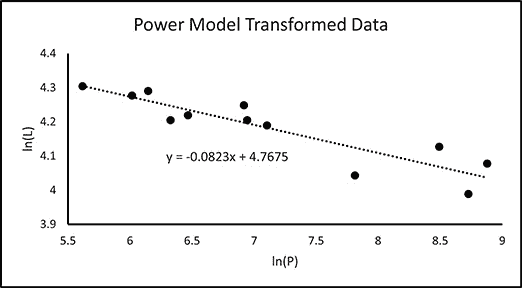 Power Model Transformed Data
4.4
4.3
4.2
4.1
4
3.9
ln(L)
y = -0.0823x + 4.7675
5.5 6 6.5 7 7.5 8 8.5 9
ln(P)